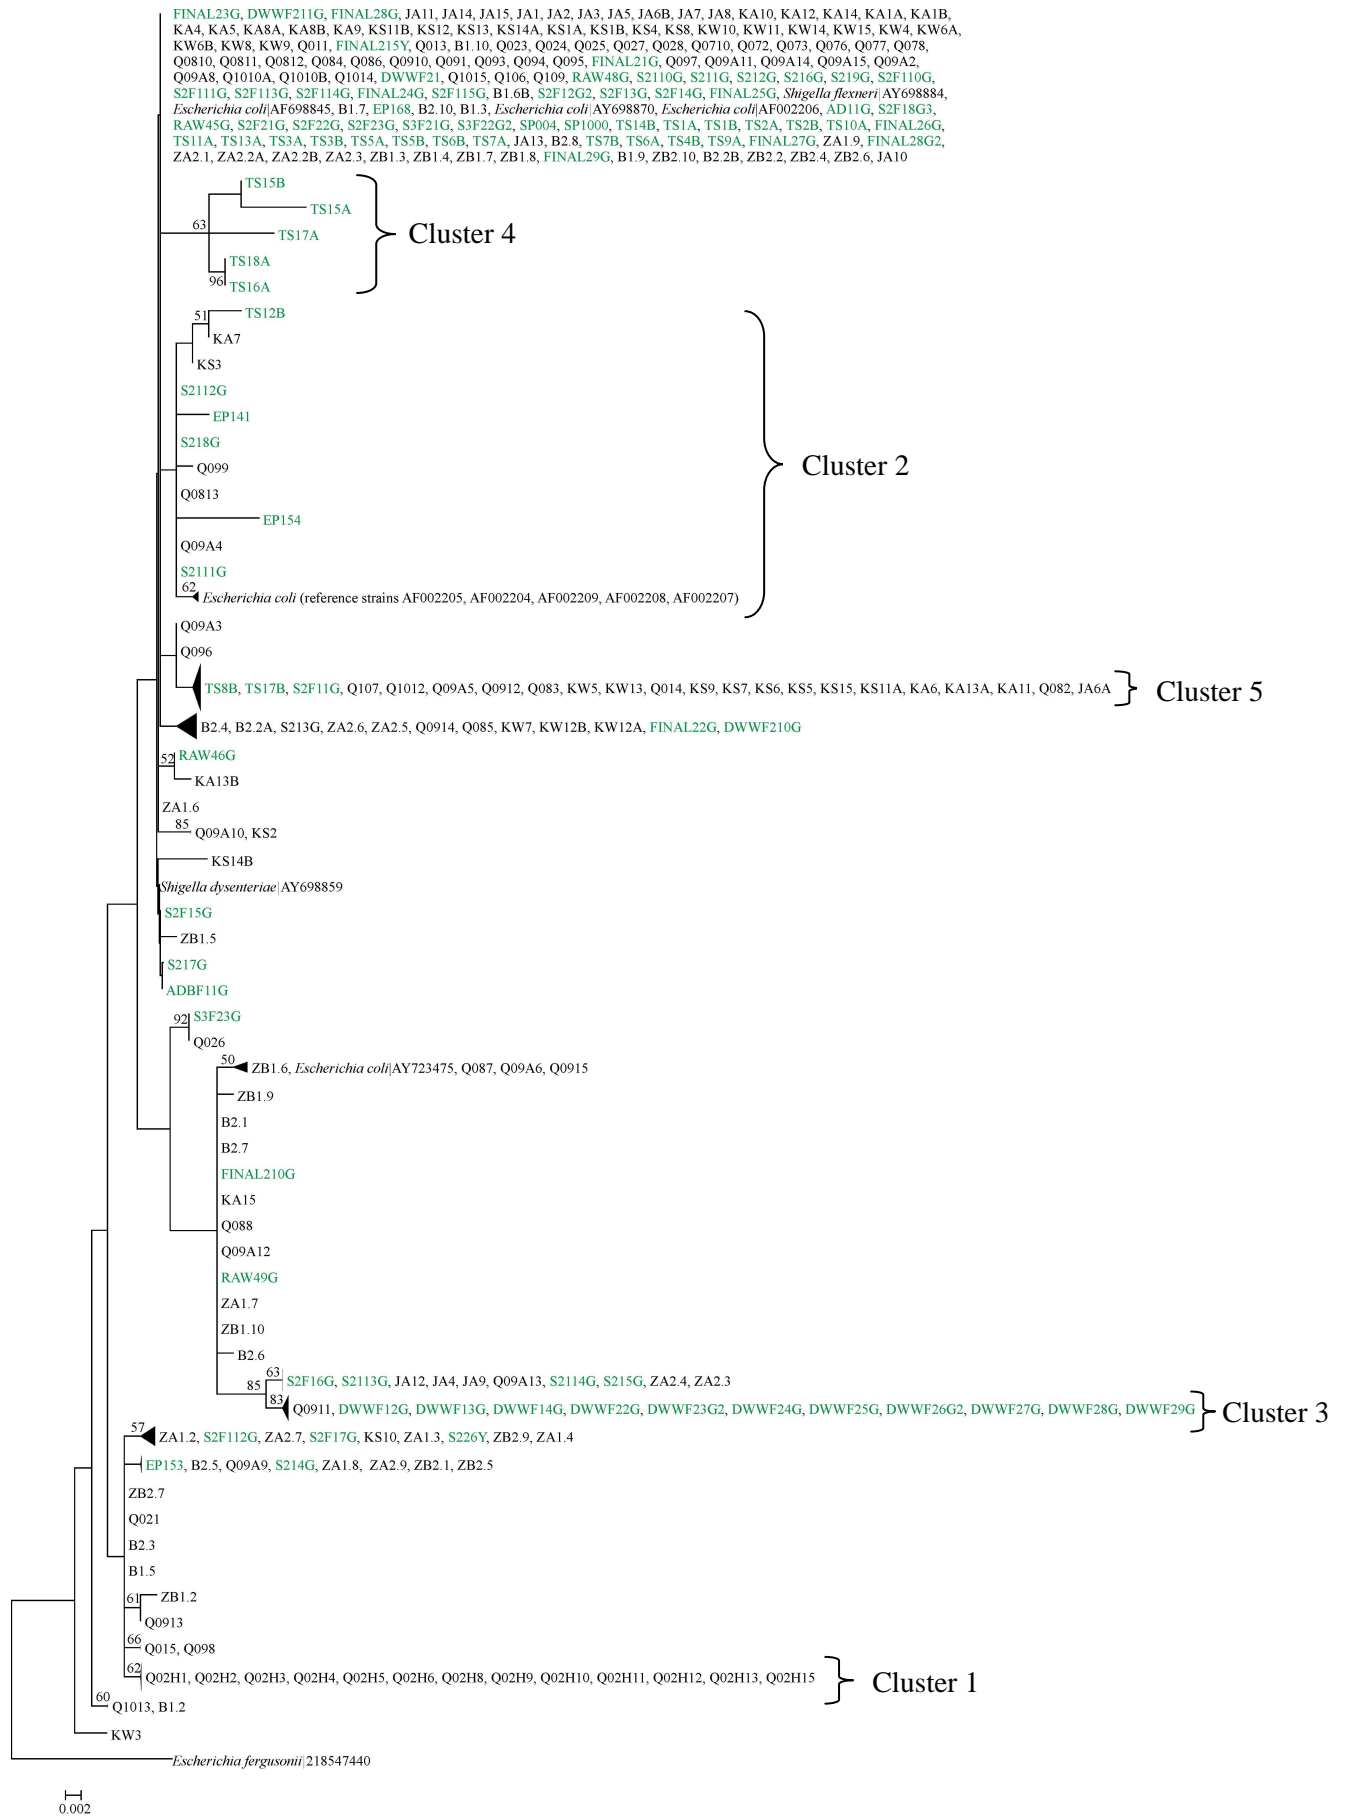 FINAL23G, DWWF211G, FINAL28G, JA11, JA14, JA15, JA1, JA2, JA3, JA5, JA6B, JA7, JA8, KA10, KA12, KA14, KA1A, KA1B,
KA4, KA5, KA8A, KA8B, KA9, KS11B, KS12, KS13, KS14A, KS1A, KS1B, KS4, KS8, KW10, KW11, KW14, KW15, KW4, KW6A,
KW6B, KW8, KW9, Q011, FINAL215Y, Q013, B1.10, Q023, Q024, Q025, Q027, Q028, Q0710, Q072, Q073, Q076, Q077, Q078,
Q0810, Q0811, Q0812, Q084, Q086, Q0910, Q091, Q093, Q094, Q095, FINAL21G, Q097, Q09A11, Q09A14, Q09A15, Q09A2,
Q09A8, Q1010A, Q1010B, Q1014, DWWF21, Q1015, Q106, Q109, RAW48G, S2110G, S211G, S212G, S216G, S219G, S2F110G,
S2F111G, S2F113G, S2F114G, FINAL24G, S2F115G, B1.6B, S2F12G2, S2F13G, S2F14G, FINAL25G, Shigella flexneri|AY698884,
Escherichia coli|AF698845, B1.7, EP168, B2.10, B1.3, Escherichia coli|AY698870, Escherichia coli|AF002206, AD11G, S2F18G3,
RAW45G, S2F21G, S2F22G, S2F23G, S3F21G, S3F22G2, SP004, SP1000, TS14B, TS1A, TS1B, TS2A, TS2B, TS10A, FINAL26G,
TS11A, TS13A, TS3A, TS3B, TS5A, TS5B, TS6B, TS7A, JA13, B2.8, TS7B, TS6A, TS4B, TS9A, FINAL27G, ZA1.9, FINAL28G2,
ZA2.1, ZA2.2A, ZA2.2B, ZA2.3, ZB1.3, ZB1.4, ZB1.7, ZB1.8, FINAL29G, B1.9, ZB2.10, B2.2B, ZB2.2, ZB2.4, ZB2.6, JA10
TS15B
TS15A
63
TS17A
Cluster 4
TS18A
96
TS16A
TS12B
51
KA7
KS3
S2112G
EP141
S218G
Q099
Cluster 2
Q0813
EP154
Q09A4
S2111G
62
Escherichia coli (reference strains AF002205, AF002204, AF002209, AF002208, AF002207)
Q09A3
Q096
TS8B, TS17B, S2F11G, Q107, Q1012, Q09A5, Q0912, Q083, KW5, KW13, Q014, KS9, KS7, KS6, KS5, KS15, KS11A, KA6, KA13A, KA11, Q082, JA6A
Cluster 5
B2.4, B2.2A, S213G, ZA2.6, ZA2.5, Q0914, Q085, KW7, KW12B, KW12A, FINAL22G, DWWF210G
RAW46G
52
KA13B
ZA1.6
85
Q09A10, KS2
KS14B
Shigella dysenteriae|AY698859
S2F15G
ZB1.5
S217G
ADBF11G
S3F23G
92
Q026
50
ZB1.6, Escherichia coli|AY723475, Q087, Q09A6, Q0915
ZB1.9
B2.1
B2.7
FINAL210G
KA15
Q088
Q09A12
RAW49G
ZA1.7
ZB1.10
B2.6
63
S2F16G, S2113G, JA12, JA4, JA9, Q09A13, S2114G, S215G, ZA2.4, ZA2.3
85
83
Q0911, DWWF12G, DWWF13G, DWWF14G, DWWF22G, DWWF23G2, DWWF24G, DWWF25G, DWWF26G2, DWWF27G, DWWF28G, DWWF29G
Cluster 3
57
ZA1.2, S2F112G, ZA2.7, S2F17G, KS10, ZA1.3, S226Y, ZB2.9, ZA1.4
EP153, B2.5, Q09A9, S214G, ZA1.8, ZA2.9, ZB2.1, ZB2.5
ZB2.7
Q021
B2.3
B1.5
61
ZB1.2
Q0913
66
Q015, Q098
62
Q02H1, Q02H2, Q02H3, Q02H4, Q02H5, Q02H6, Q02H8, Q02H9, Q02H10, Q02H11, Q02H12, Q02H13, Q02H15
Cluster 1
60
Q1013, B1.2
KW3
Escherichia fergusonii|218547440
0.002